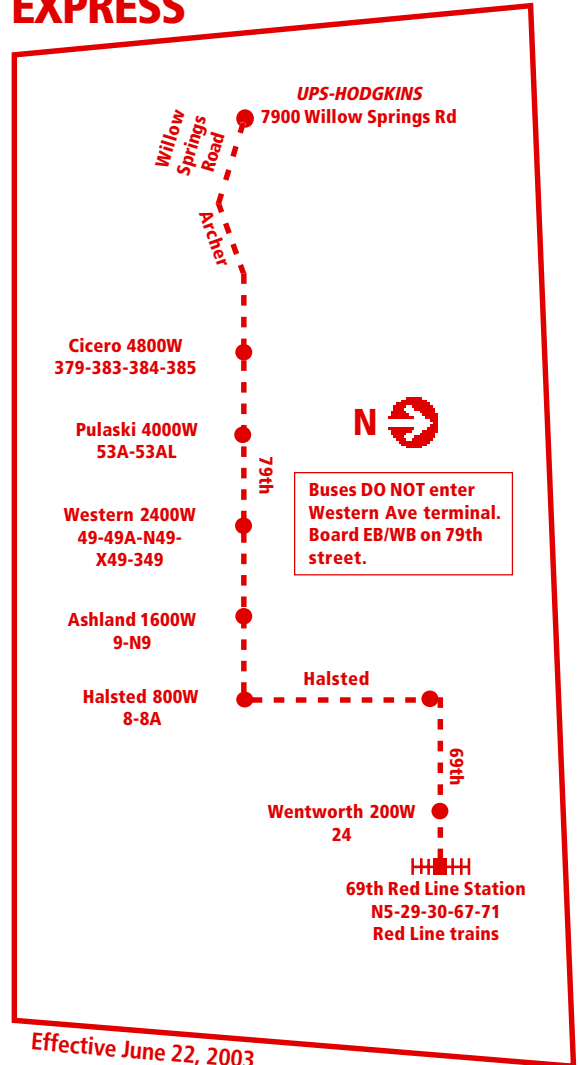 EXPRESS
UPS-HODGKINS
7900 Willow Springs Rd
Willow
Springs
Road
Archer
Cicero 4800W
379-383-384-385
Pulaski 4000W
53A-53AL
N
79th
Western 2400W
49-49A-N49-
X49-349
Buses DO NOT enter
Western Ave terminal.
Board EB/WB on 79th
street.
Ashland 1600W
9-N9
Halsted 800W
8-8A
Halsted
69th
Wentworth 200W
24
69th Red Line Station
N5-29-30-67-71
Red Line trains
Effective June 22, 2003